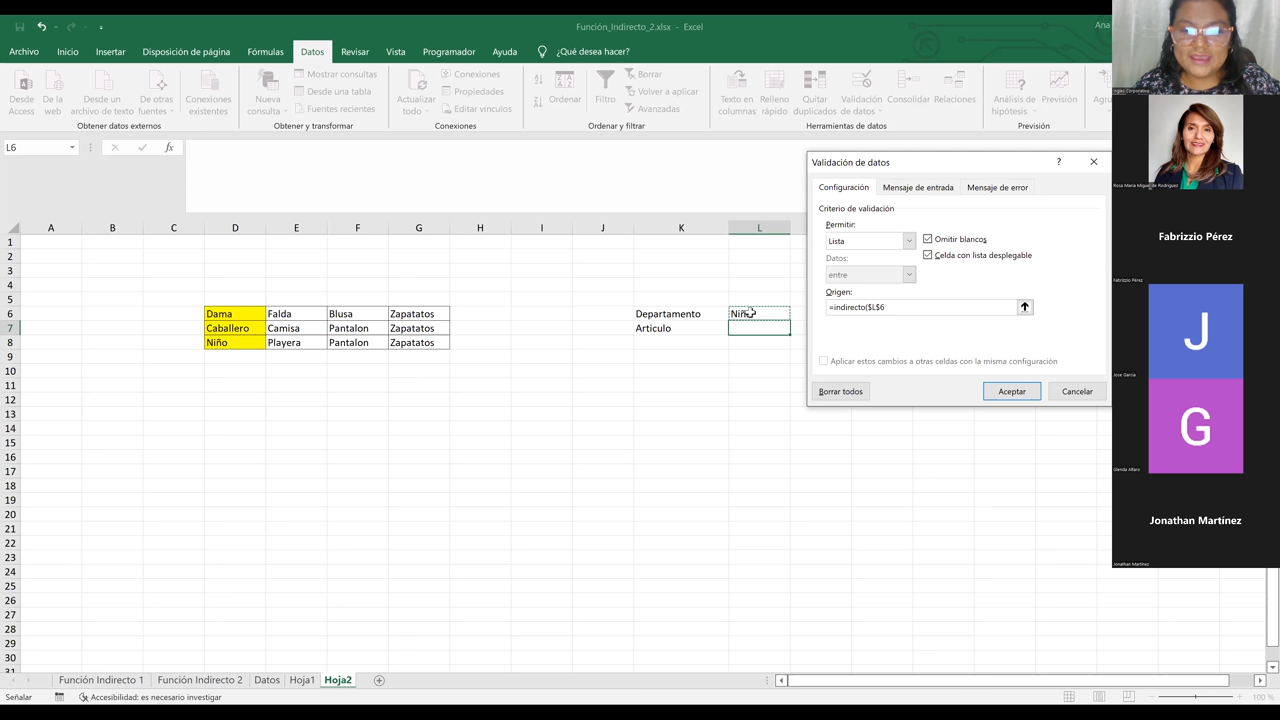 Función_Indirecto_2.xlsx - Excel
Ana
Archivo Inicio Insertar Disposición de página Fórmulas Datos Revisar Vista Programador Ayuda ¿Qué desea hacer?
Desde Access
De la web
Desde un archivo de texto
De otras fuentes
Conexiones existentes
Obtener datos externos
Nueva consulta
Mostrar consultas
Desde una tabla
Fuentes recientes
Obtener y transformar
Actualizar todo
Conexiones
Propiedades
Editar vínculos
Conexiones
Ordenar
Filtro
Borrar
Volver a aplicar
Avanzadas
Ordenar y filtrar
Texto en columnas
Relleno rápido
Quitar duplicados
Validación de datos
Consolidar
Relaciones
Herramientas de datos
Análisis de hipótesis
Previsión
Previsión
Agru
L6
fx
A B C D E F G H I J K L
1
2
3
4
5
6 Dama Falda Blusa Zapatatos Departamento Niñ
7 Caballero Camisa Pantalon Zapatatos Articulo
8 Niño Playera Pantalon Zapatatos
9
10
11
12
13
14
15
16
17
18
19
20
21
22
23
24
25
26
27
28
29
30
31
Validación de datos
?
Configuración Mensaje de entrada Mensaje de error
Criterio de validación
Permitir:
Lista
Omitir blancos
Celda con lista desplegable
Datos:
entre
Origen:
=indirecto($L$6
Aplicar estos cambios a otras celdas con la misma configuración
Borrar todos Aceptar Cancelar
Función Indirecto 1 Función Indirecto 2 Datos Hoja1 Hoja2
Señalar Accesibilidad: es necesario investigar 100 %
Ingles Corporativo
Rosa Maria Miguel de Rodriguez
Fabrizzio Pérez
Fabrizzio Pérez
J
Jose Garcia
G
Glenda Alfaro
Jonathan Martínez
Jonathan Martínez